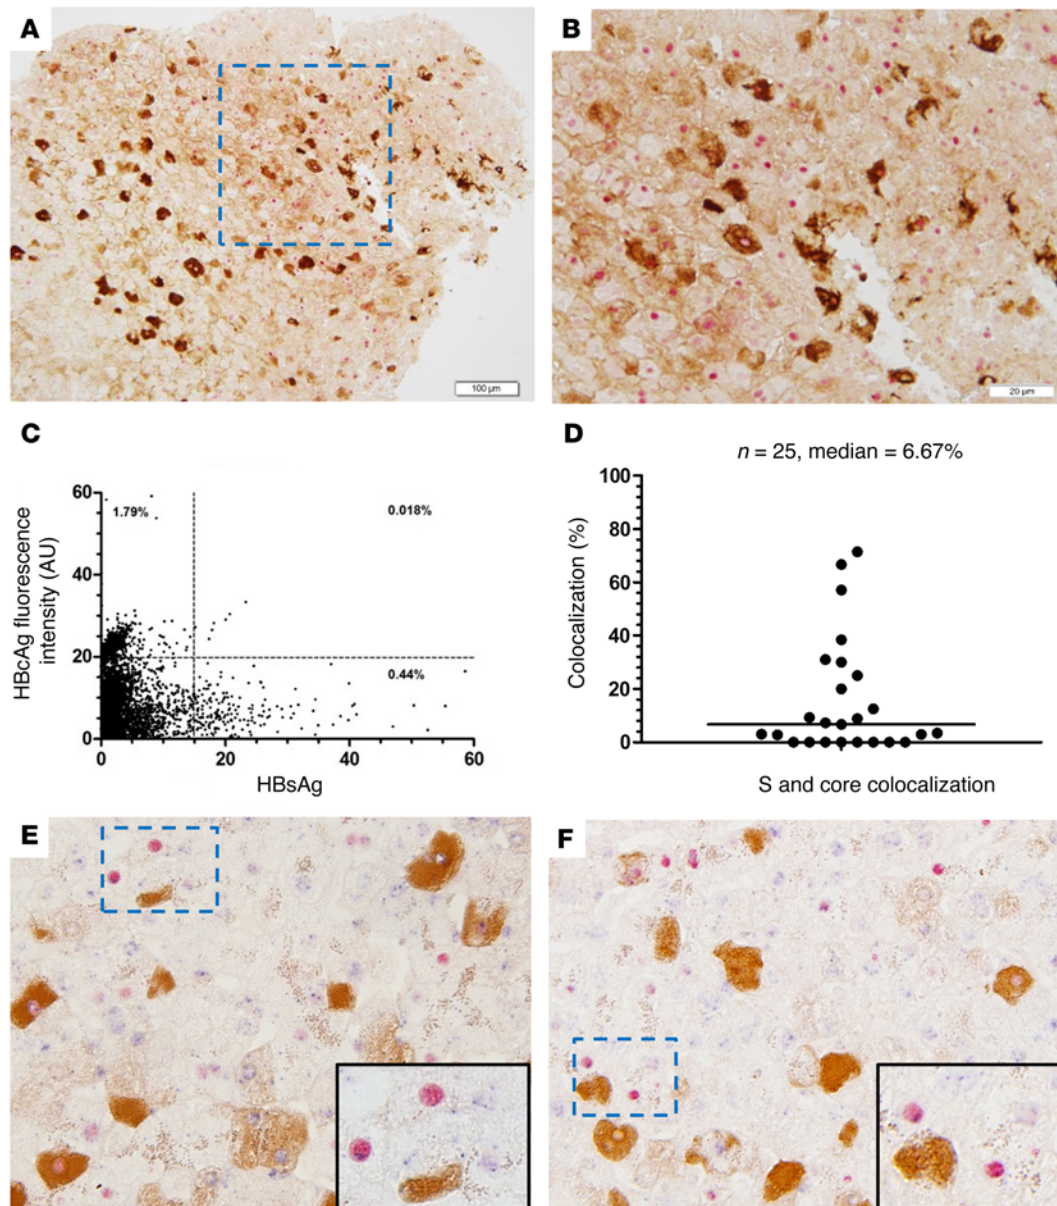 A
B
100 µm
20 µm
C
D
n = 25, median = 6.67%
HBcAg fluorescence
intensity (AU)
60
40
20
0
1.79%
0.018%
0.44%
0
20
40
60
HBsAg
Colocalization (%)
100
80
60
40
20
0
S and core colocalization
E
F